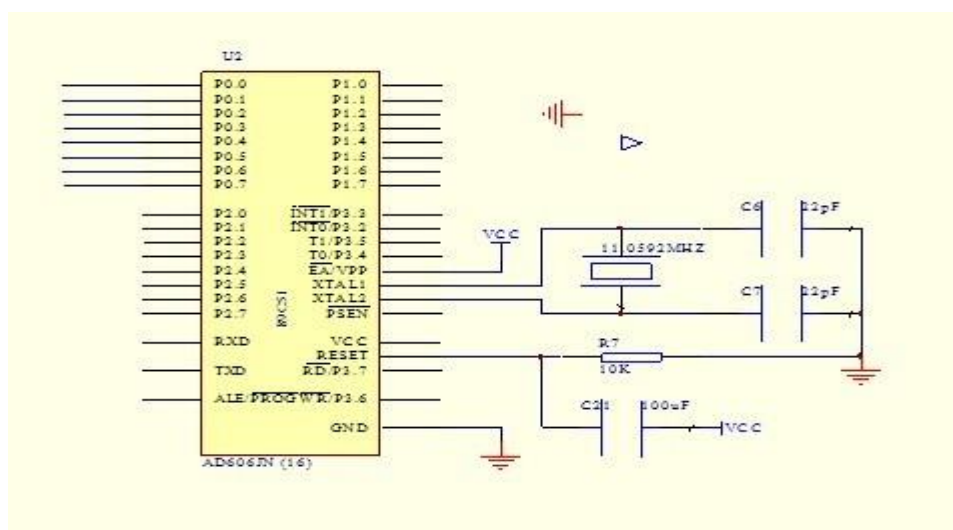 U2
P0.0 P1.0
P0.1 P1.1
P0.2 P1.2
P0.3 P1.3
P0.4 P1.4
P0.5 P1.5
P0.6 P1.6
P0.7 P1.7
P2.0 INT1/P3.3
P2.1 INT0/P3.2
P2.2 T1/P3.5
P2.3 T0/P3.4
P2.4 EA/VPP
P2.5 XTAL1
P2.6 XTAL2
P2.7 PSEN
89C51
RXD VCC
RESET
TXD RD/P3.7
ALE/PROG WR/P3.6
GND
AD606JN (16)
VCC
C6 22pF
11.0592MHZ
C7 22pF
R7
10K
C21 100uF
VCC